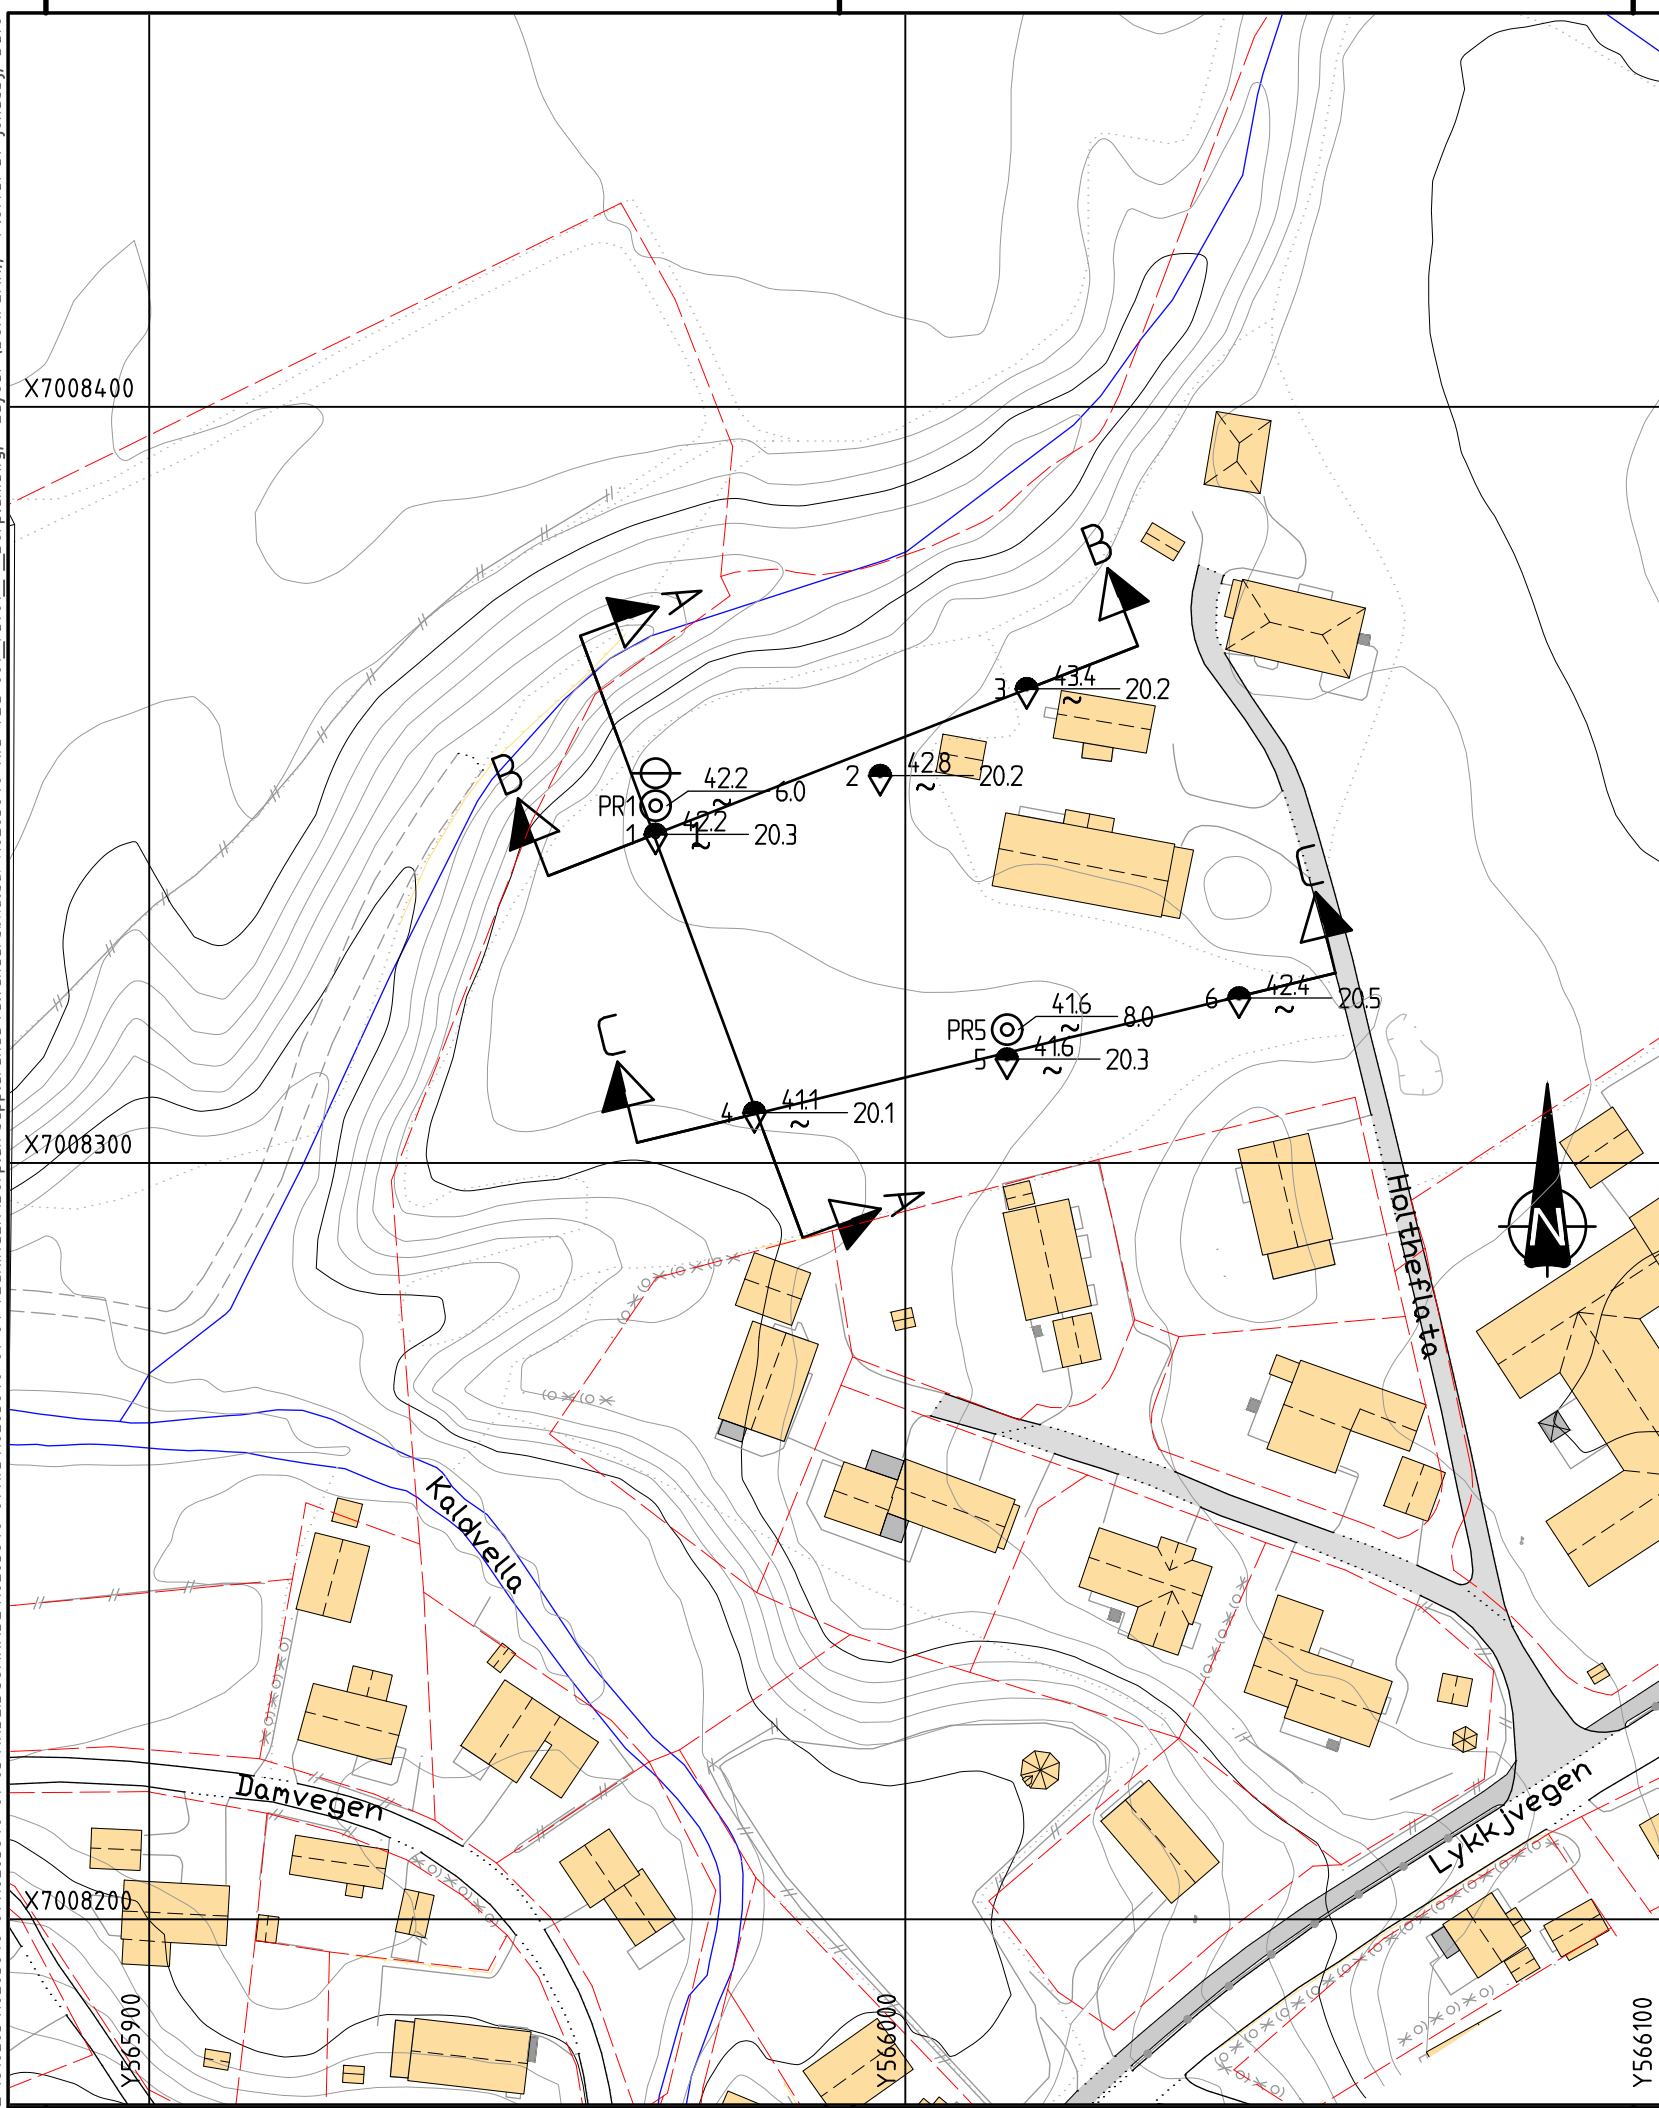 X7008400
B
A
3 43.4 20.2
~
B
42.2 6.0
~
PR1
2 42.8 20.2
~
1 42.2 20.3
1
~
C
6 42.4 20.5
~
C
41.6 8.0
~
PR5
5 41.6 20.3
~
4 41.1 20.1
~
X7008300
A
N
Holtheflata
Kaldvella
Damvegen
Lykkjvegen
X7008200
Y565900
Y566000
Y566100